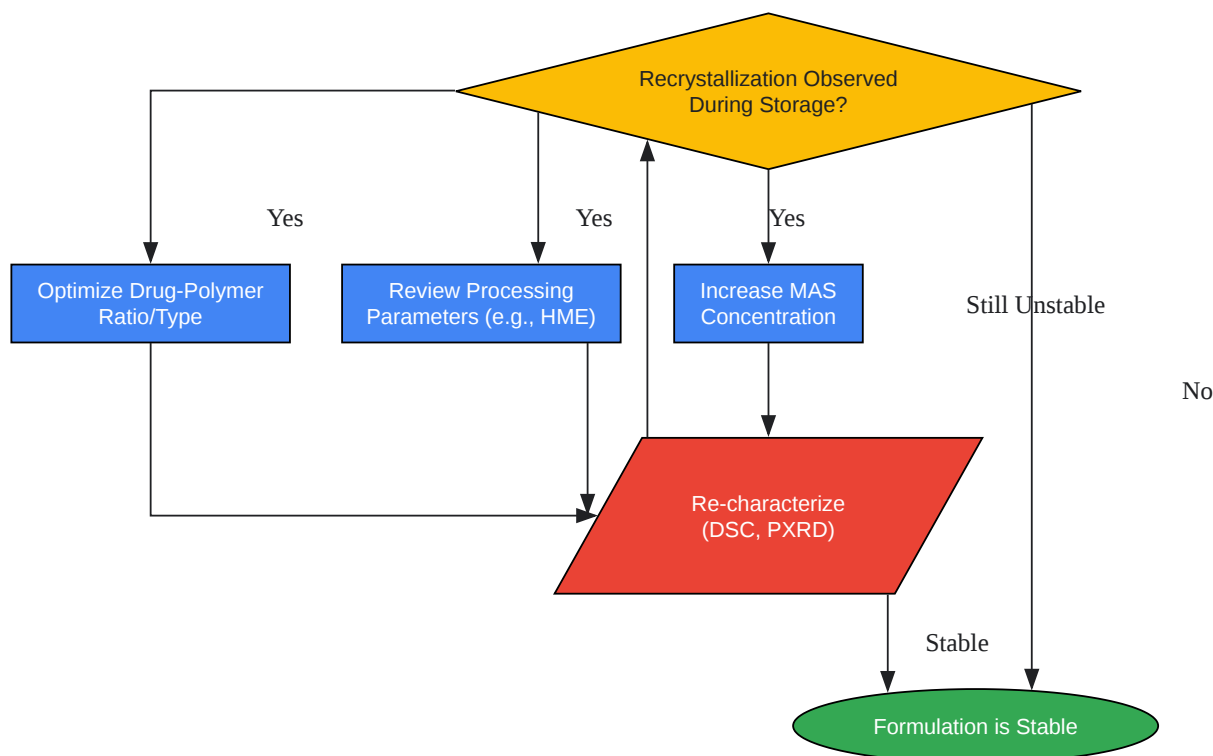 Recrystallization Observed
During Storage?
Yes
Yes
Yes
Optimize Drug-Polymer
Ratio/Type
Review Processing
Parameters (e.g., HME)
Increase MAS
Concentration
Still Unstable
No
Re-characterize
(DSC, PXRD)
Stable
Formulation is Stable